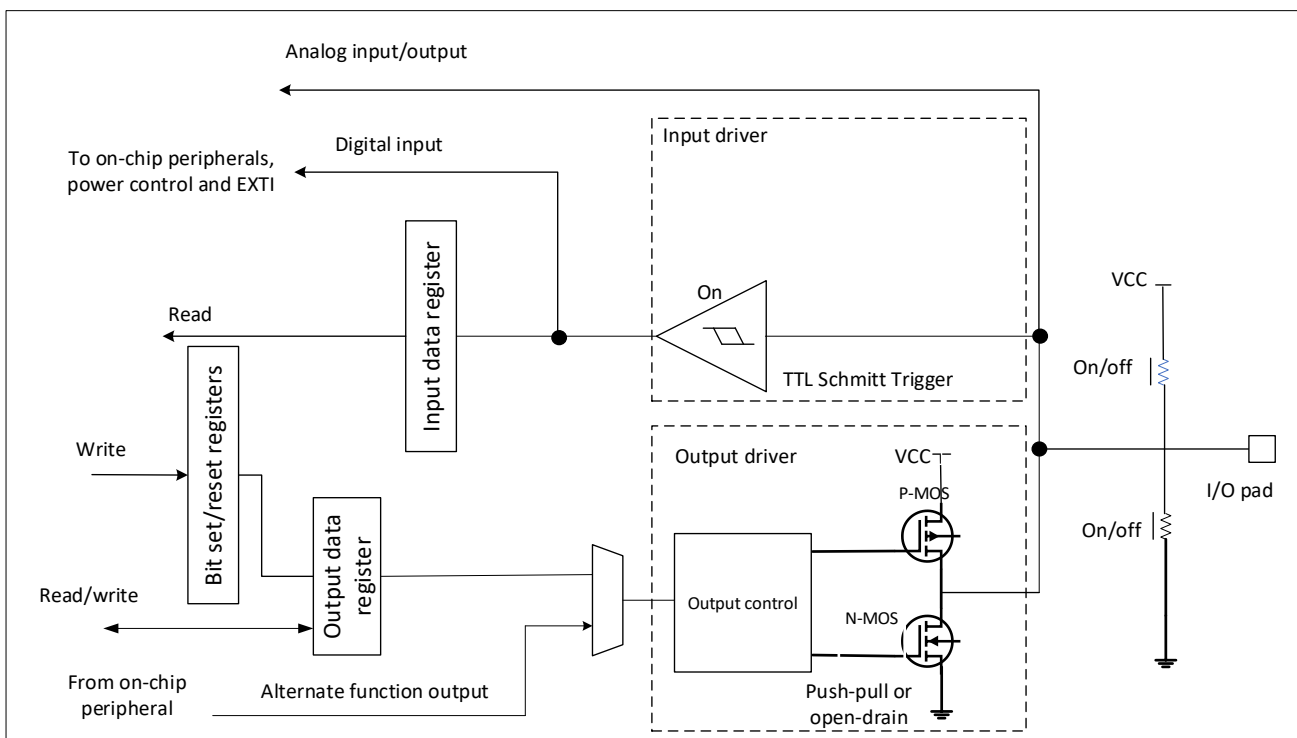 Analog input/output
Input driver
Digital input
To on-chip peripherals,
power control and EXTI
Input data register
On
VCC
Read
On/off
TTL Schmitt Trigger
Bit set/reset registers
Write
Output driver
VCC
P-MOS
I/O pad
Output data
register
On/off
Read/write
Output control
N-MOS
From on-chip
peripheral
Alternate function output
Push-pull or
open-drain